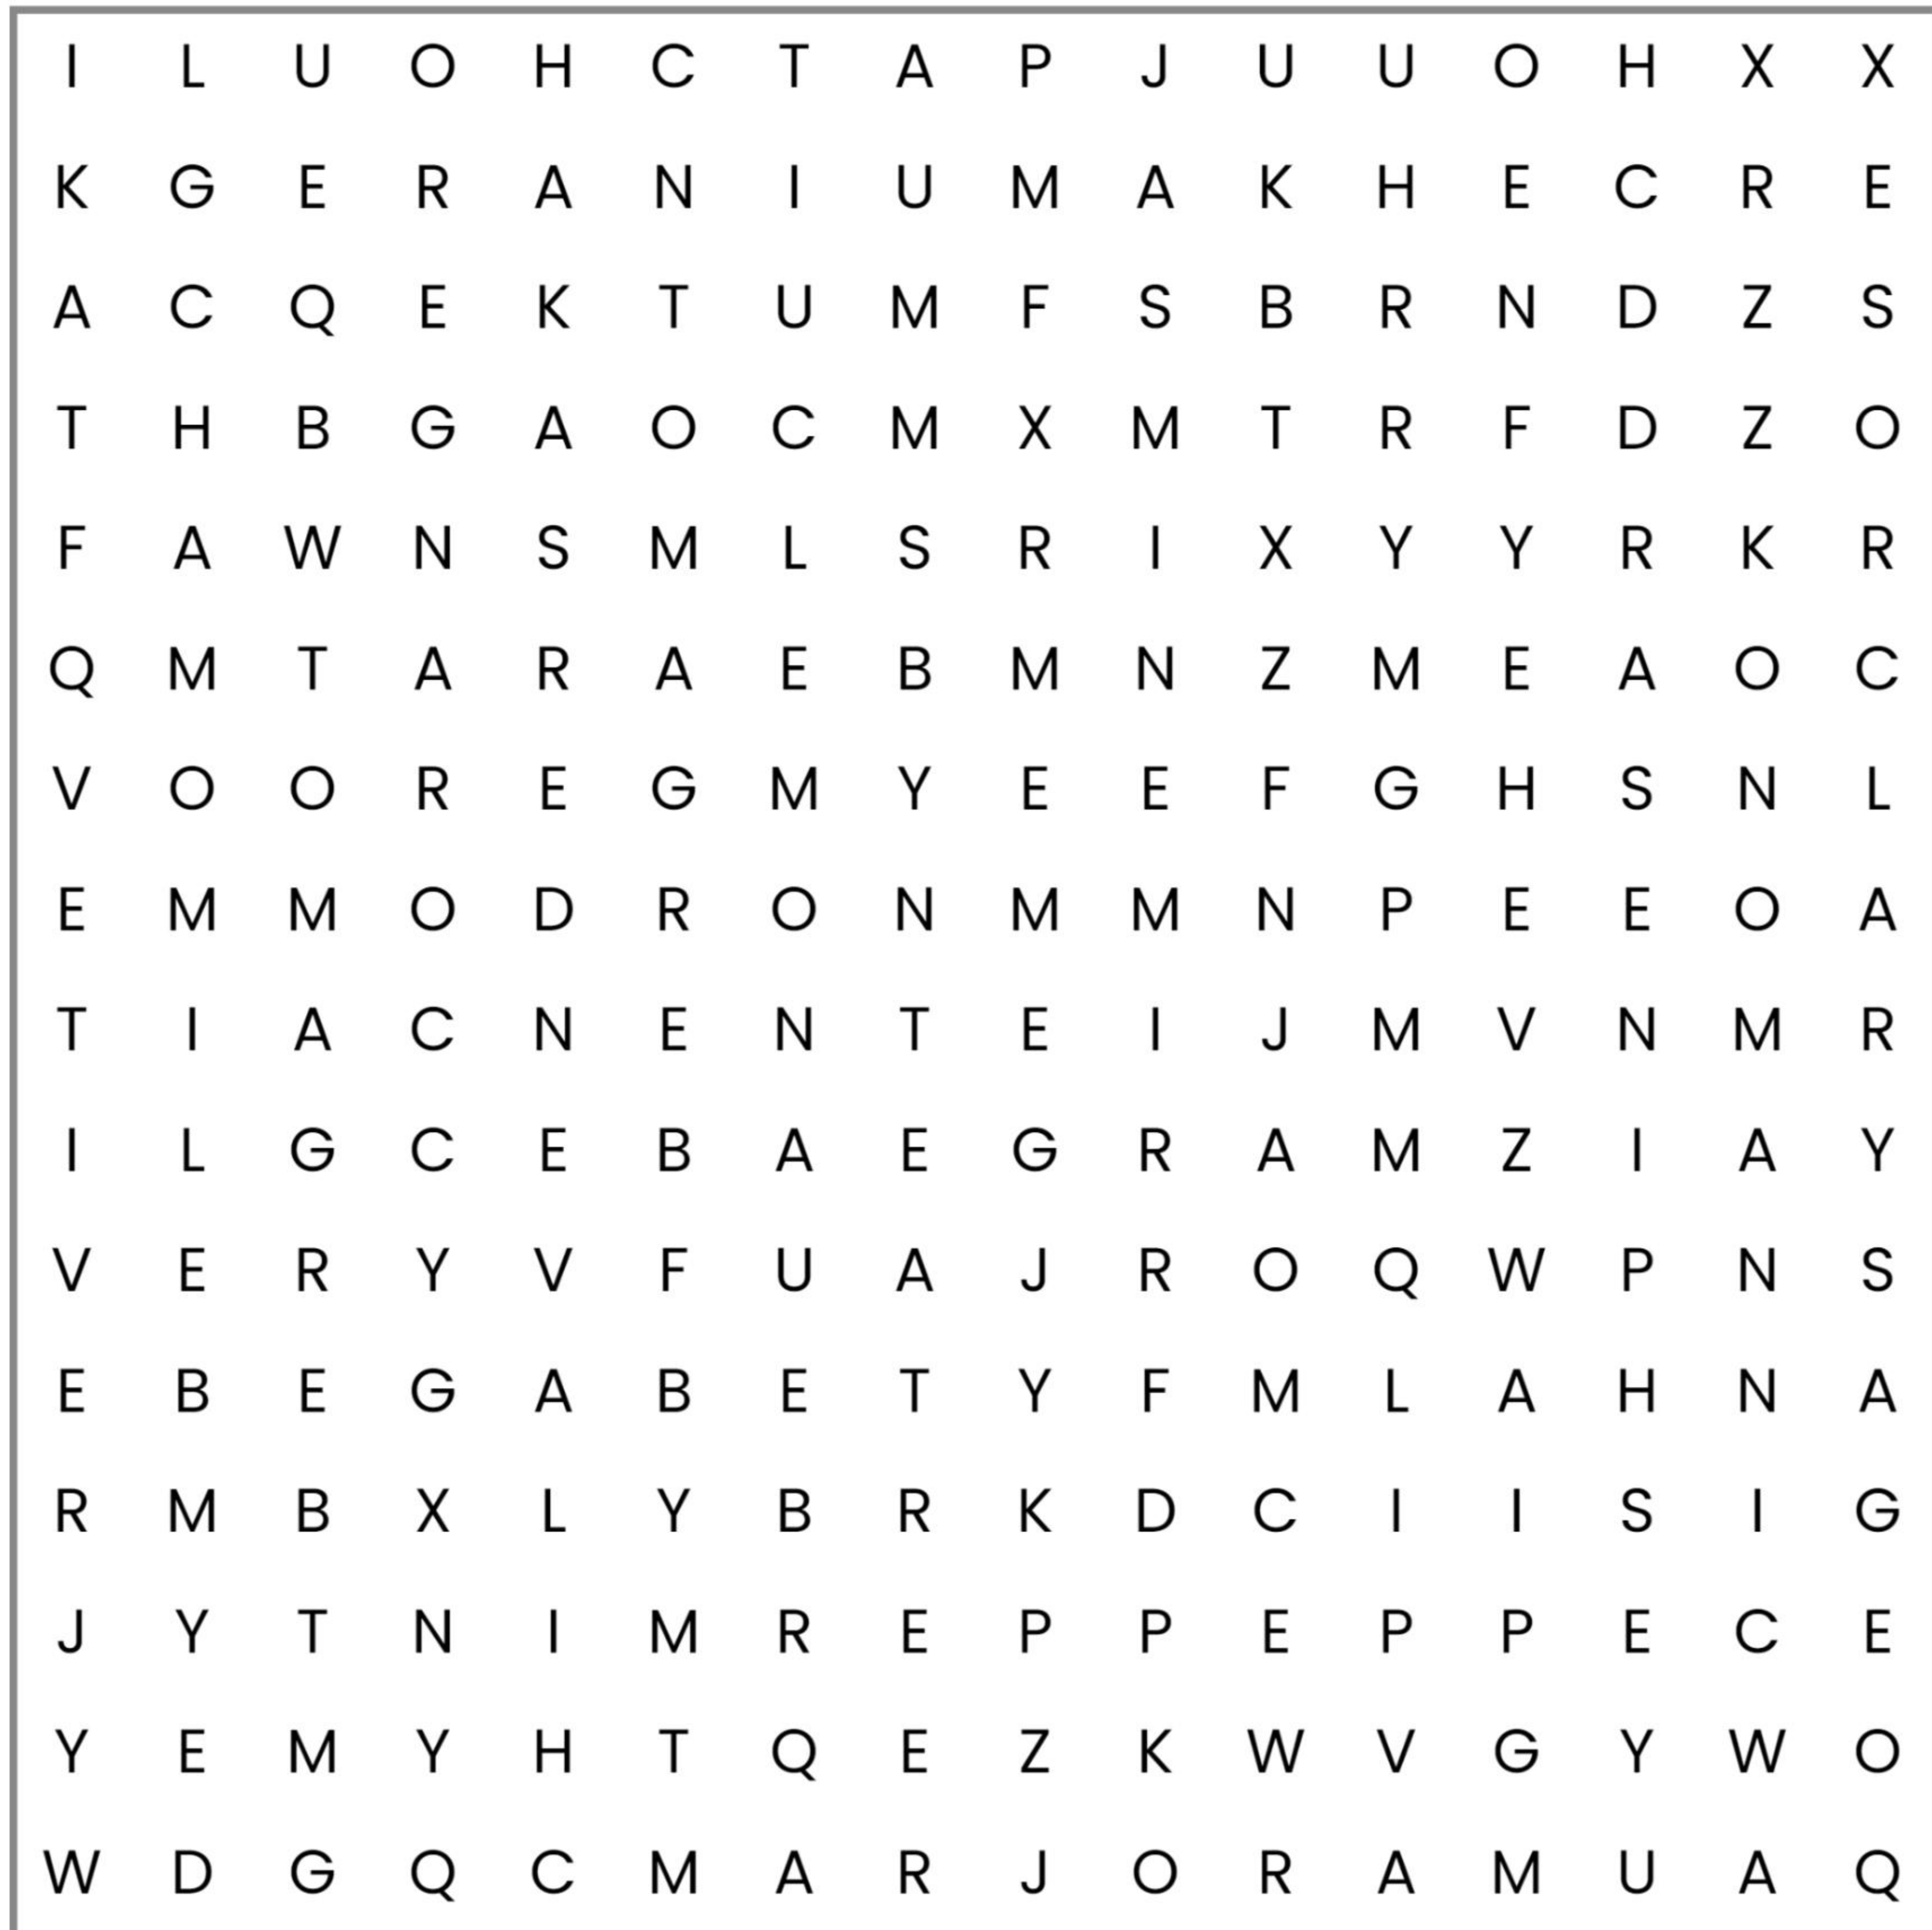 I L U O H C T A P J U U O H X X
K G E R A N I U M A K H E C R E
A C Q E K T U M F S B R N D Z S
T H B G A O C M X M T R F D Z O
F A W N S M L S R I X Y Y R K R
Q M T A R A E B M N Z M E A O C
V O O R E G M Y E E F G H S N L
E M M O D R O N M M N P E E O A
T I A C N E N T E I J M V N M R
I L G C E B A E G R A M Z I A Y
V E R Y V F U A J R O Q W P N S
E B E G A B E T Y F M L A H N A
R M B X L Y B R K D C I I S I G
J Y T N I M R E P P E P P E C E
Y E M Y H T Q E Z K W V G Y W O
W D G Q C M A R J O R A M U A Q